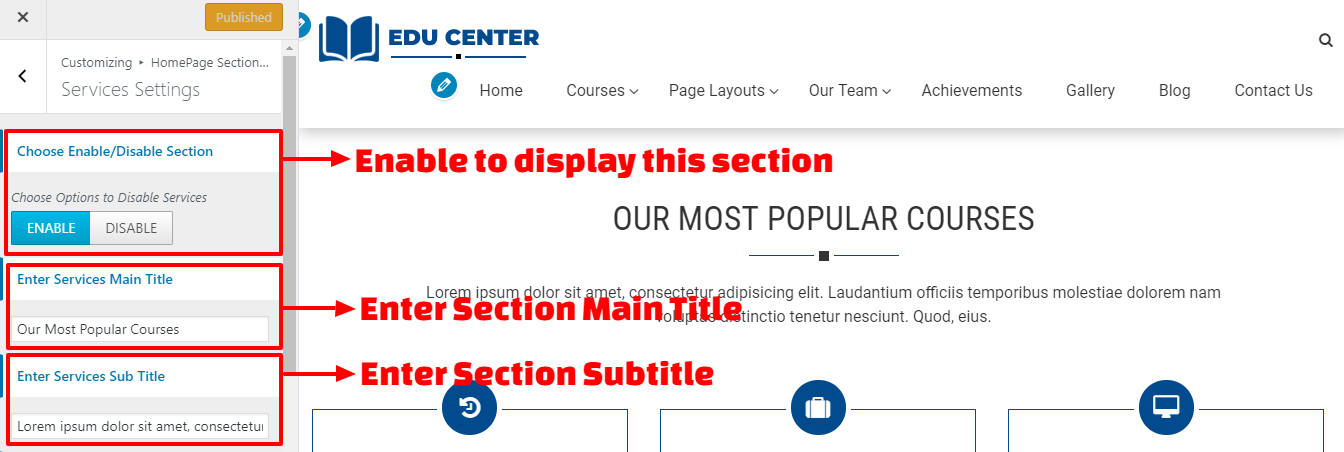 Published
Customizing ▸ HomePage Section...
Services Settings
Choose Enable/Disable Section
Choose Options to Disable Services
ENABLE DISABLE
Enter Services Main Title
Our Most Popular Courses
Enter Services Sub Title
Lorem ipsum dolor sit amet, consectetur
EDU CENTER
Home Courses Page Layouts Our Team Achievements Gallery Blog Contact Us
Enable to display this section
OUR MOST POPULAR COURSES
Lorem ipsum dolor sit amet, consectetur adipisicing elit. Laudantium officiis temporibus molestiae dolorem nam
voluptas distinctio tenetur nesciunt. Quod, eius.
Enter Section Main Title
Enter Section Subtitle